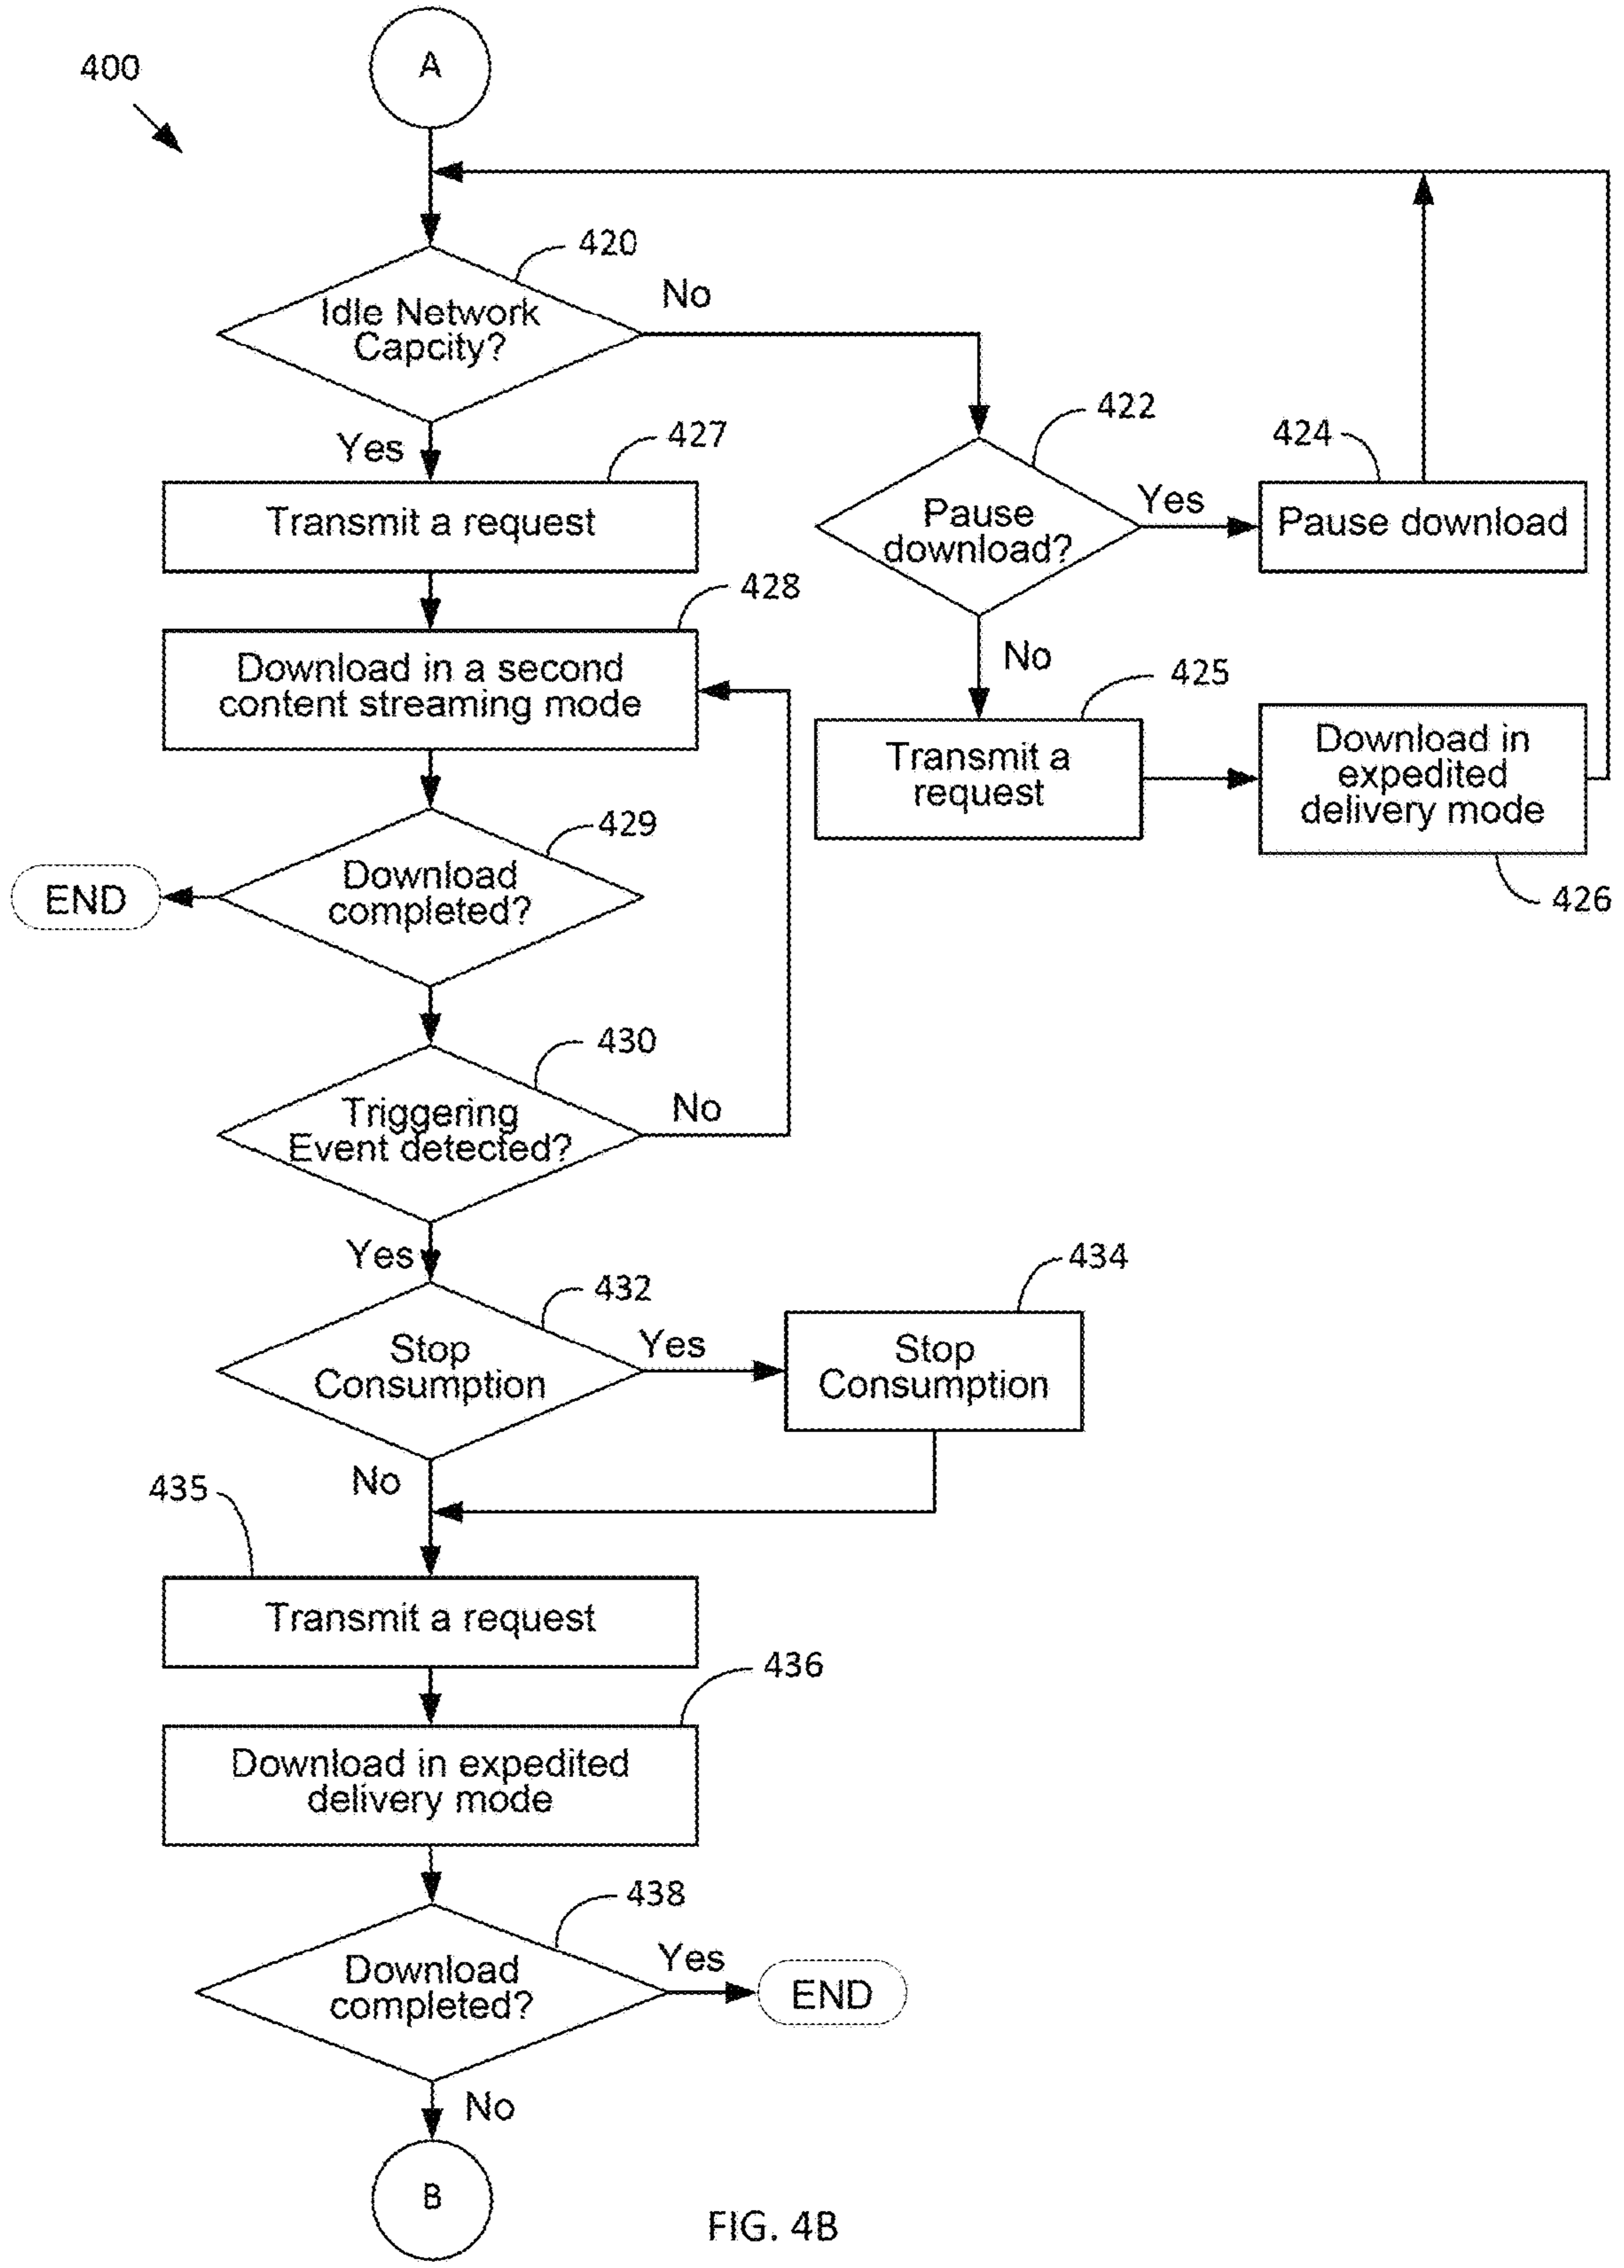 400
A
420
Idle Network
Capcity?
No
Yes
427
Transmit a request
422
Pause
download?
Yes
424
Pause download
428
Download in a second
content streaming mode
No
425
Transmit a
request
Download in
expedited
delivery mode
426
429
Download
completed?
END
430
Triggering
Event detected?
No
Yes
432
Stop
Consumption
Yes
434
Stop
Consumption
No
435
Transmit a request
436
Download in expedited
delivery mode
438
Download
completed?
Yes
END
No
B
FIG. 4B